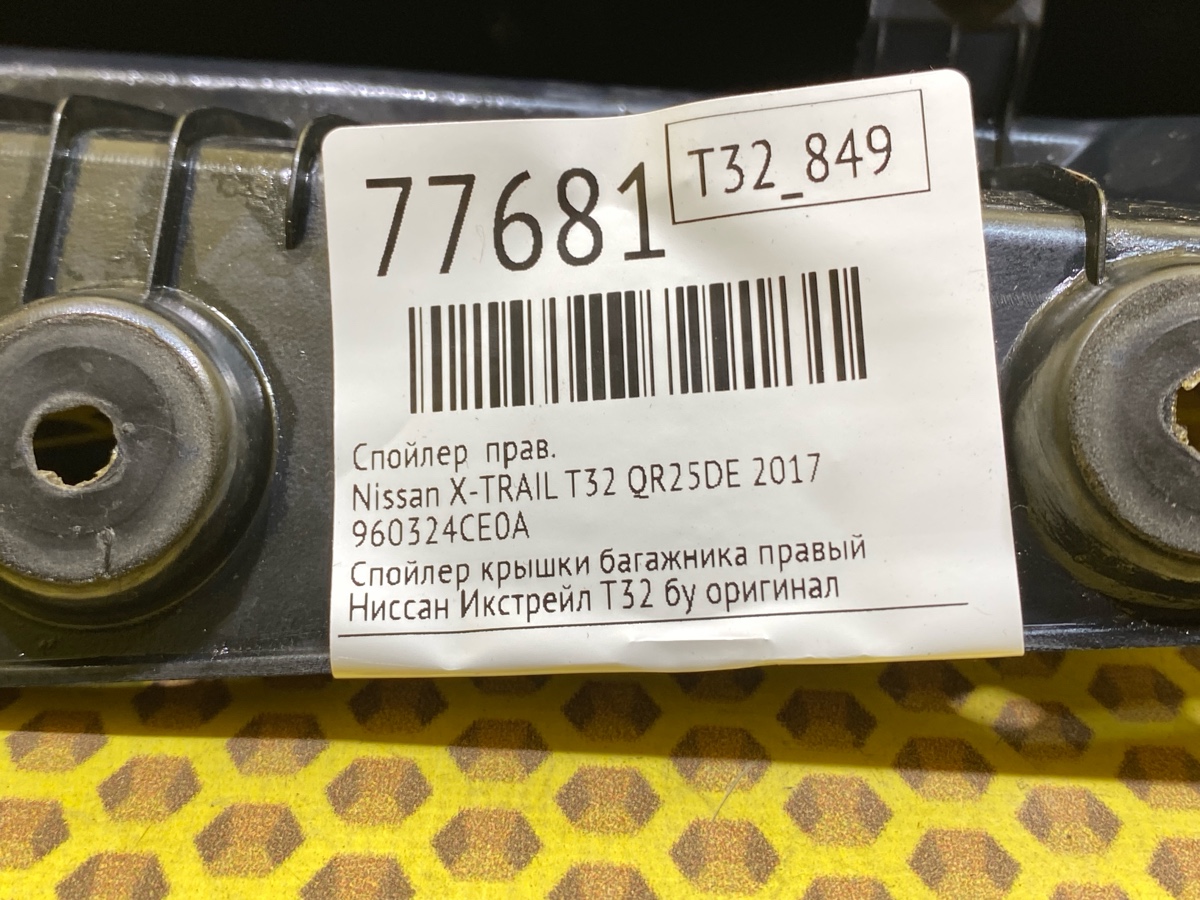 77681
T32_849
Спойлер прав.
Nissan X-TRAIL T32 QR25DE 2017
960324CE0A
Спойлер крышки багажника правый
Ниссан Икстрейл Т32 бу оригинал